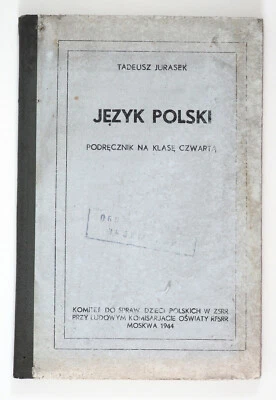 TADEUSZ JURASEK
JĘZYK POLSKI
PODRĘCZNIK NA KLASĘ CZWARTĄ
KOMITET DO SPRAW DZIECI POLSKICH W ZSRR
PRZY LUDOWYM KOMISARJACIE OŚWIATY RFSRR
MOSKWA 1944